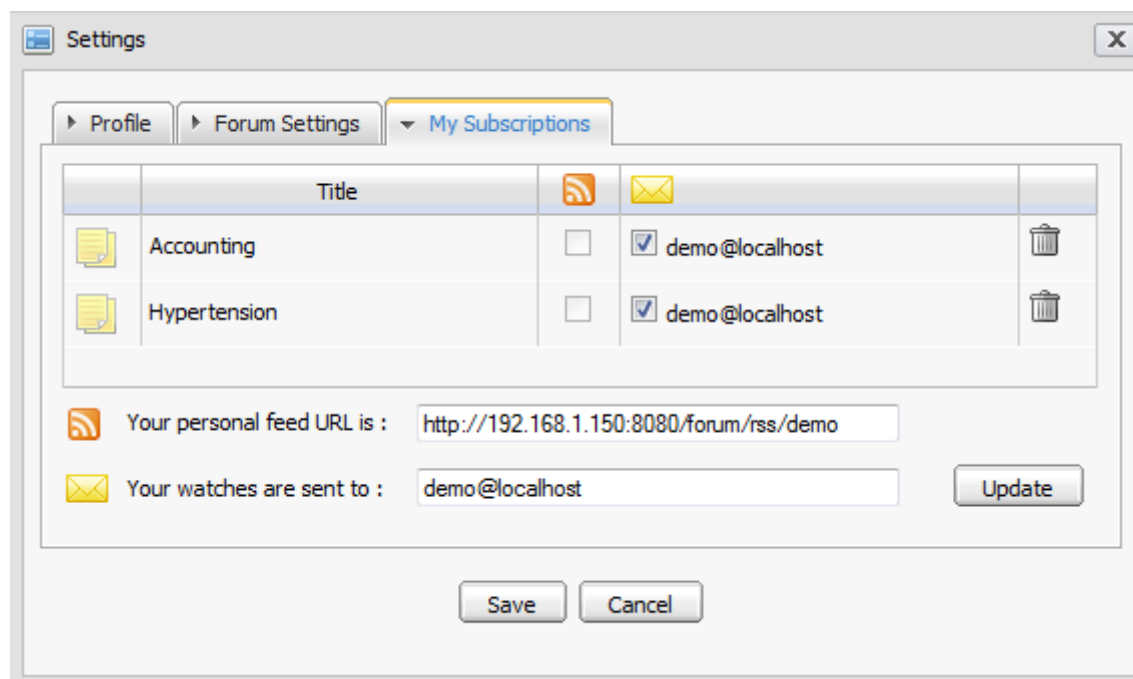 Settings
X
Profile Forum Settings My Subscriptions
Title
Accounting demo@localhost
Hypertension demo@localhost
Your personal feed URL is : http://192.168.1.150:8080/forum/rss/demo
Your watches are sent to : demo@localhost Update
Save Cancel